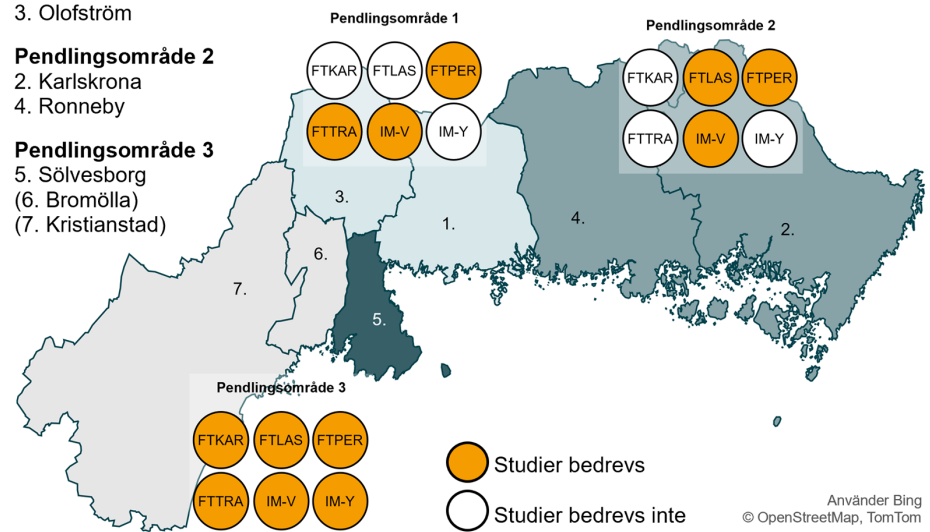 3. Olofström
Pendlingsområde 2
2. Karlskrona
4. Ronneby
Pendlingsområde 3
5. Sölvesborg
(6. Bromölla)
(7. Kristianstad)
Pendlingsområde 1
FTKAR FTLAS FTPER
FTTRA IM-V IM-Y
Pendlingsområde 2
FTKAR FTLAS FTPER
FTTRA IM-V IM-Y
3.
1.
4.
2.
6.
7.
5.
Pendlingsområde 3
FTKAR FTLAS FTPER
FTTRA IM-V IM-Y
Studier bedrevs
Studier bedrevs inte
Använder Bing
© OpenStreetMap, TomTom